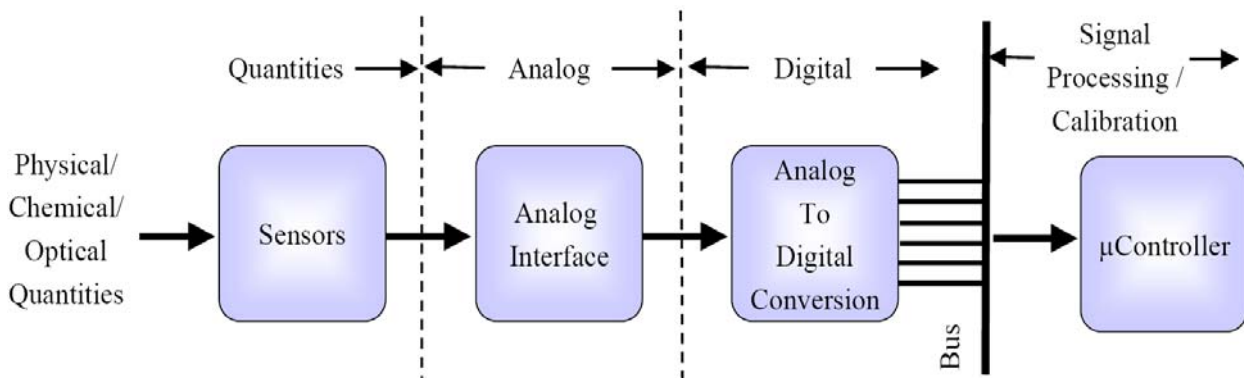 Quantities
Analog
Digital
Signal
Processing /
Calibration
Physical/
Chemical/
Optical
Quantities
Sensors
Analog
Interface
Analog
To
Digital
Conversion
Bus
μController